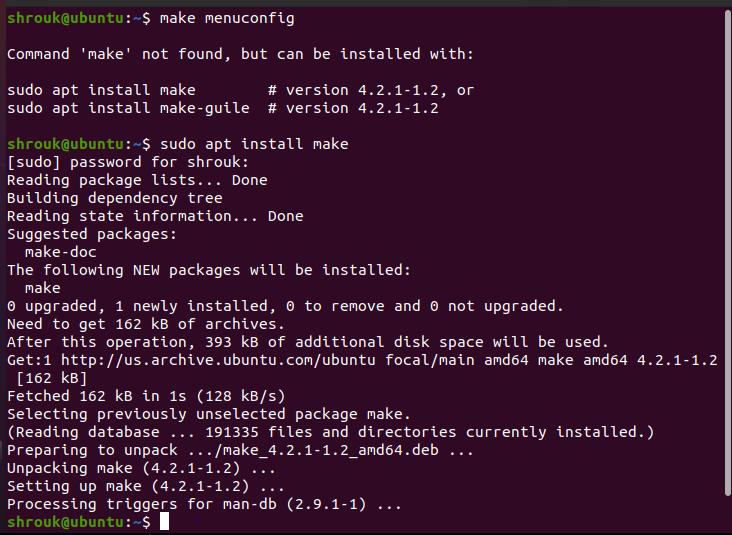 shrouk@ubuntu:~$ make menuconfig
Command 'make' not found, but can be installed with:
sudo apt install make        # version 4.2.1-1.2, or
sudo apt install make-guile  # version 4.2.1-1.2
shrouk@ubuntu:~$ sudo apt install make
[sudo] password for shrouk:
Reading package lists... Done
Building dependency tree
Reading state information... Done
Suggested packages:
  make-doc
The following NEW packages will be installed:
  make
0 upgraded, 1 newly installed, 0 to remove and 0 not upgraded.
Need to get 162 kB of archives.
After this operation, 393 kB of additional disk space will be used.
Get:1 http://us.archive.ubuntu.com/ubuntu focal/main amd64 make amd64 4.2.1-1.2
 [162 kB]
Fetched 162 kB in 1s (128 kB/s)
Selecting previously unselected package make.
(Reading database ... 191335 files and directories currently installed.)
Preparing to unpack .../make_4.2.1-1.2_amd64.deb ...
Unpacking make (4.2.1-1.2) ...
Setting up make (4.2.1-1.2) ...
Processing triggers for man-db (2.9.1-1) ...
shrouk@ubuntu:~$